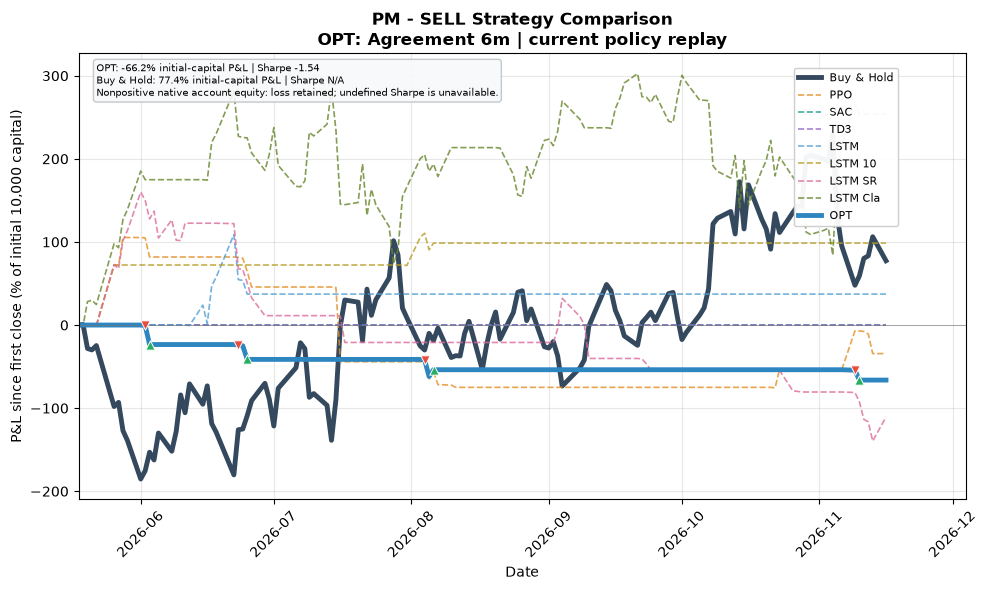 PM - SELL Strategy Comparison
OPT: Agreement 6m | current policy replay
OPT: -66.2% initial-capital P&L | Sharpe -1.54
Buy & Hold: 77.4% initial-capital P&L | Sharpe N/A
Nonpositive native account equity: loss retained; undefined Sharpe is unavailable.
Buy & Hold
PPO
SAC
TD3
LSTM
LSTM 10
LSTM SR
LSTM Cla
OPT
P&L since first close (% of initial 10,000 capital)
300
200
100
0
−100
−200
2026-06
2026-07
2026-08
2026-09
2026-10
2026-11
2026-12
Date